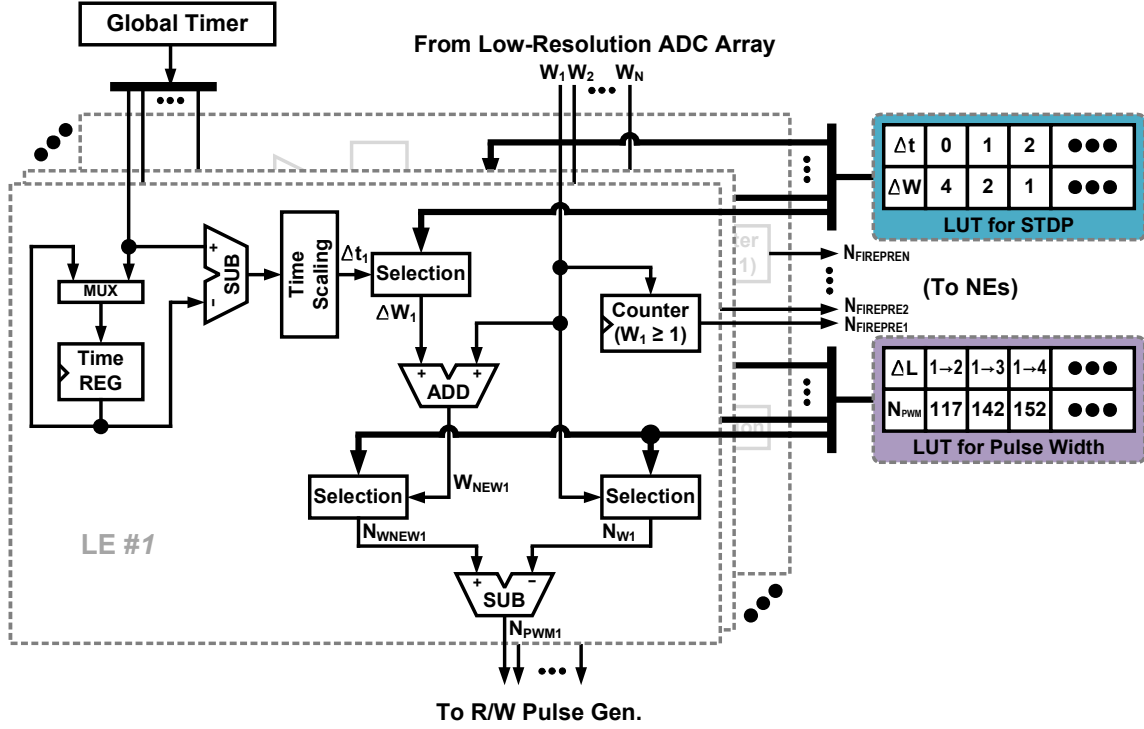 Global Timer
From Low-Resolution ADC Array
W1 W2 WN
Δt 0 1 2
ΔW 4 2 1
LUT for STDP
+
-
SUB
MUX
Time
REG
Time
Scaling
Δt1
Selection
ΔW1
+ +
ADD
Counter
(W1 ≥ 1)
ter
1)
NFIREPREN
(To NEs)
NFIREPRE2
NFIREPRE1
ΔL 1→2 1→3 1→4
NPWM 117 142 152
LUT for Pulse Width
on
Selection
WNEW1
Selection
NWNEW1
NW1
LE #1
+ -
SUB
NPWM1
To R/W Pulse Gen.